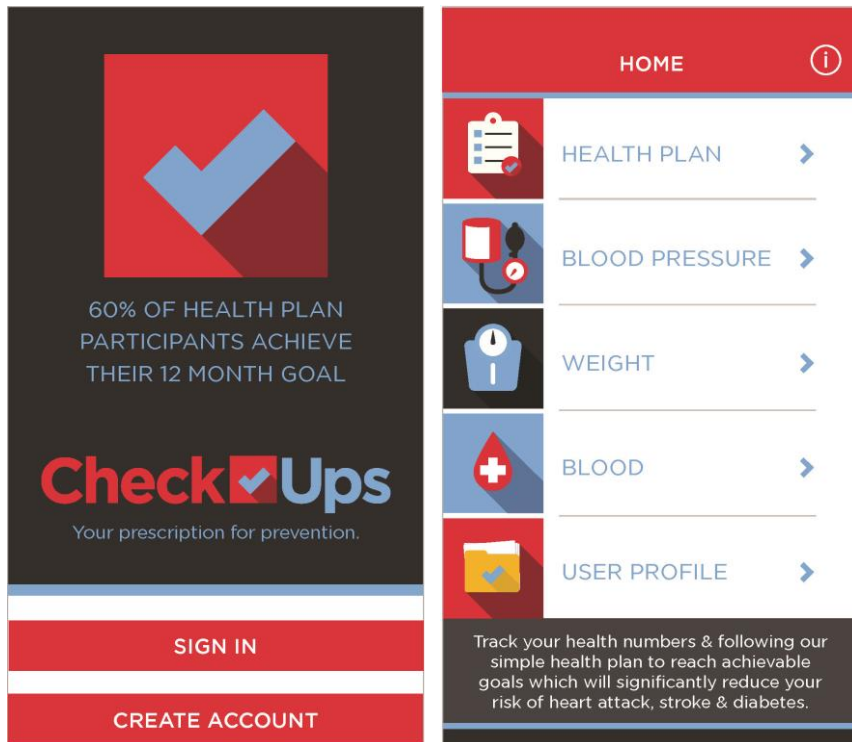 60% OF HEALTH PLAN
PARTICIPANTS ACHIEVE
THEIR 12 MONTH GOAL
CheckUps
Your prescription for prevention.
SIGN IN
CREATE ACCOUNT
HOME
i
HEALTH PLAN
BLOOD PRESSURE
WEIGHT
BLOOD
USER PROFILE
Track your health numbers & following our
simple health plan to reach achievable
goals which will significantly reduce your
risk of heart attack, stroke & diabetes.